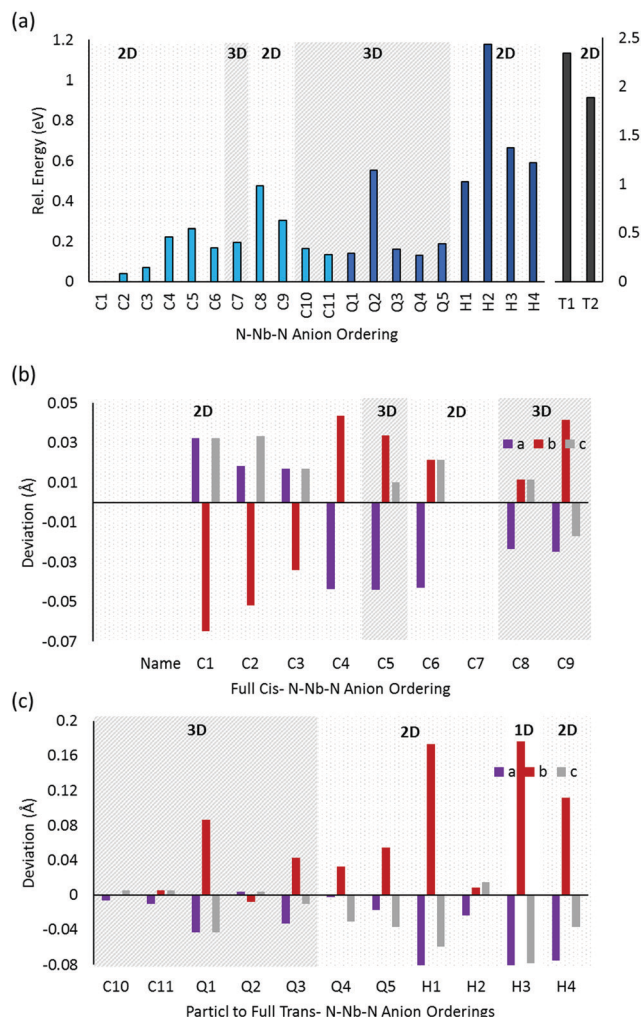 (a)
2D 3D 2D 3D 2D 2D
Rel. Energy (eV)
1.2
1
0.8
0.6
0.4
0.2
0
2.5
2
1.5
1
0.5
0
C1 C2 C3 C4 C5 C6 C7 C8 C9 C10 C11 Q1 Q2 Q3 Q4 Q5 H1 H2 H3 H4 T1 T2
N-Nb-N Anion Ordering
(b)
2D 3D 2D 3D
Deviation (Å)
0.05
0.03
0.01
-0.01
-0.03
-0.05
-0.07
a b c
Name C1 C2 C3 C4 C5 C6 C7 C8 C9
Full Cis- N-Nb-N Anion Ordering
(c)
3D 2D 1D 2D
Deviation (Å)
0.2
0.16
0.12
0.08
0.04
0
-0.04
-0.08
a b c
C10 C11 Q1 Q2 Q3 Q4 Q5 H1 H2 H3 H4
Particl to Full Trans- N-Nb-N Anion Orderings